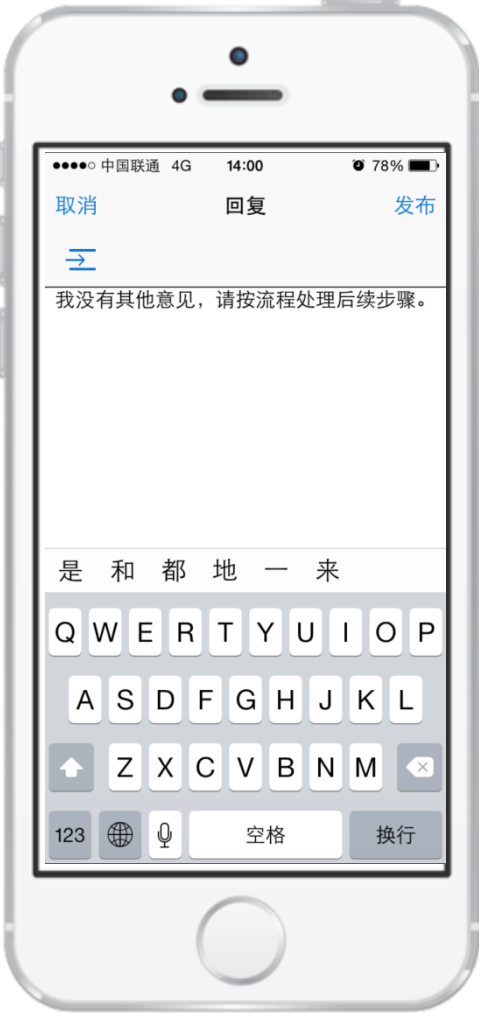 ●●●●○ 中国联通 4G 14:00 78%
取消 回复 发布
我没有其他意见，请按流程处理后续步骤。
是 和 都 地 一 来
Q W E R T Y U I O P
A S D F G H J K L
Z X C V B N M
123 空格 换行